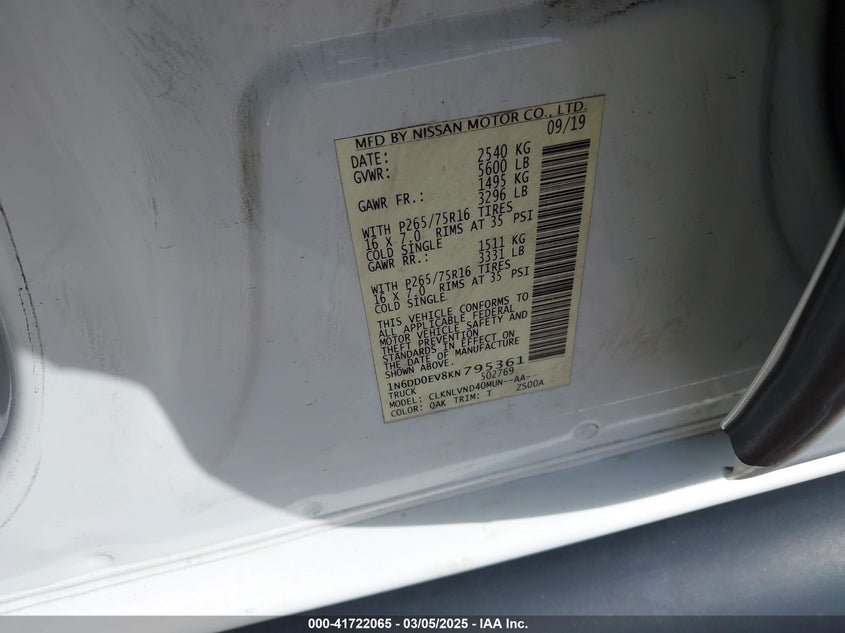 MFD BY NISSAN MOTOR CO., LTD.
DATE: 09/19
GVWR: 2540 KG
5600 LB
GAWR FR.: 1495 KG
3296 LB
WITH P265/75R16 TIRES
16 X 7.0 RIMS AT 35 PSI
COLD SINGLE
GAWR RR.: 1511 KG
3331 LB
WITH P265/75R16 TIRES
16 X 7.0 RIMS AT 35 PSI
COLD SINGLE
THIS VEHICLE CONFORMS TO
ALL APPLICABLE FEDERAL
MOTOR VEHICLE SAFETY AND
THEFT PREVENTION
STANDARDS IN EFFECT ON
THE DATE OF MANUFACTURE
SHOWN ABOVE.
1N6DD0EV8KN795361
TRUCK 502769
MODEL: CLKNLVND40MUN--AA-
COLOR: QAK TRIM: T ZS00A
000-41722065 - 03/05/2025 - IAA Inc.